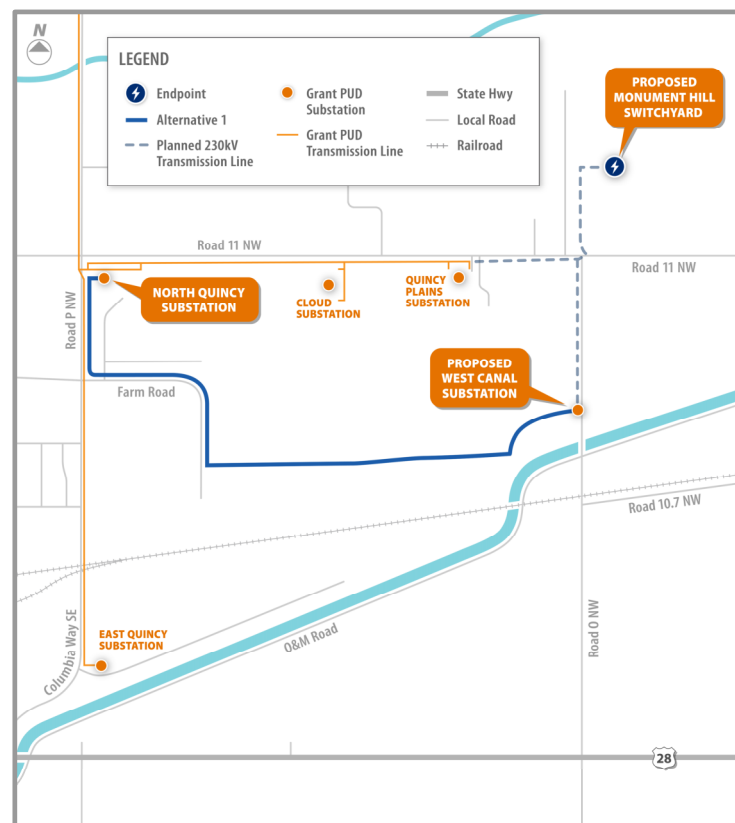 N
LEGEND
Endpoint
Alternative 1
Planned 230kV
Transmission Line
Grant PUD
Substation
Grant PUD
Transmission Line
State Hwy
Local Road
Railroad
PROPOSED
MONUMENT HILL
SWITCHYARD
Road 11 NW
Road 11 NW
NORTH QUINCY
SUBSTATION
CLOUD
SUBSTATION
QUINCY
PLAINS
SUBSTATION
Road P NW
Farm Road
PROPOSED
WEST CANAL
SUBSTATION
Road 10.7 NW
EAST QUINCY
SUBSTATION
Columbia Way SE
O&M Road
Road O NW
28